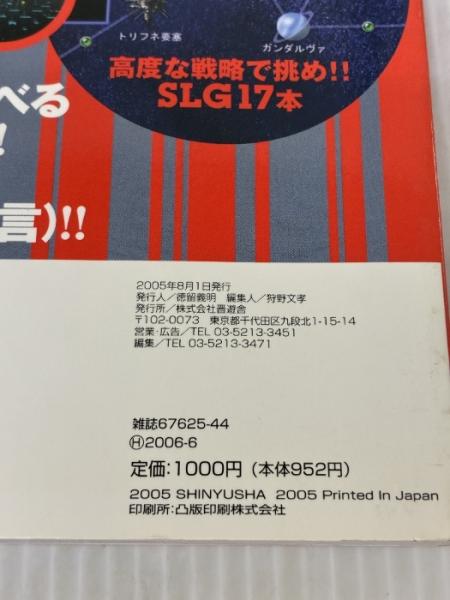 トリフネ要塞
ガンダルヴァ
高度な戦略で挑め!!
SLG17本
べる
!
言)!!
2005年8月1日発行
発行人/徳留義明 編集人/狩野文孝
発行所/株式会社晋遊舎
〒102-0073 東京都千代田区九段北1-15-14
営業・広告/TEL 03-5213-3451
編集/TEL 03-5213-3471
雑誌67625-44
Ⓗ2006-6
定価:1000円(本体952円)
2005 SHINYUSHA 2005 Printed In Japan
印刷所:凸版印刷株式会社